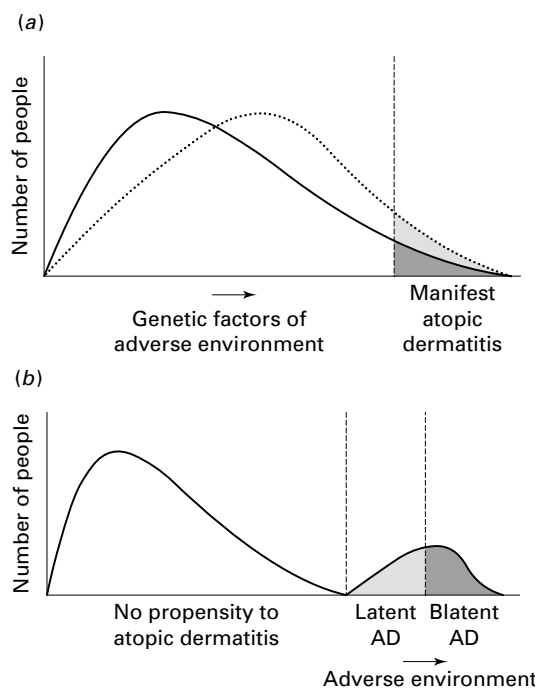 (a)
Number of people
Genetic factors of
adverse environment
Manifest
atopic
dermatitis
(b)
Number of people
No propensity to
atopic dermatitis
Latent
AD
Blatent
AD
Adverse environment